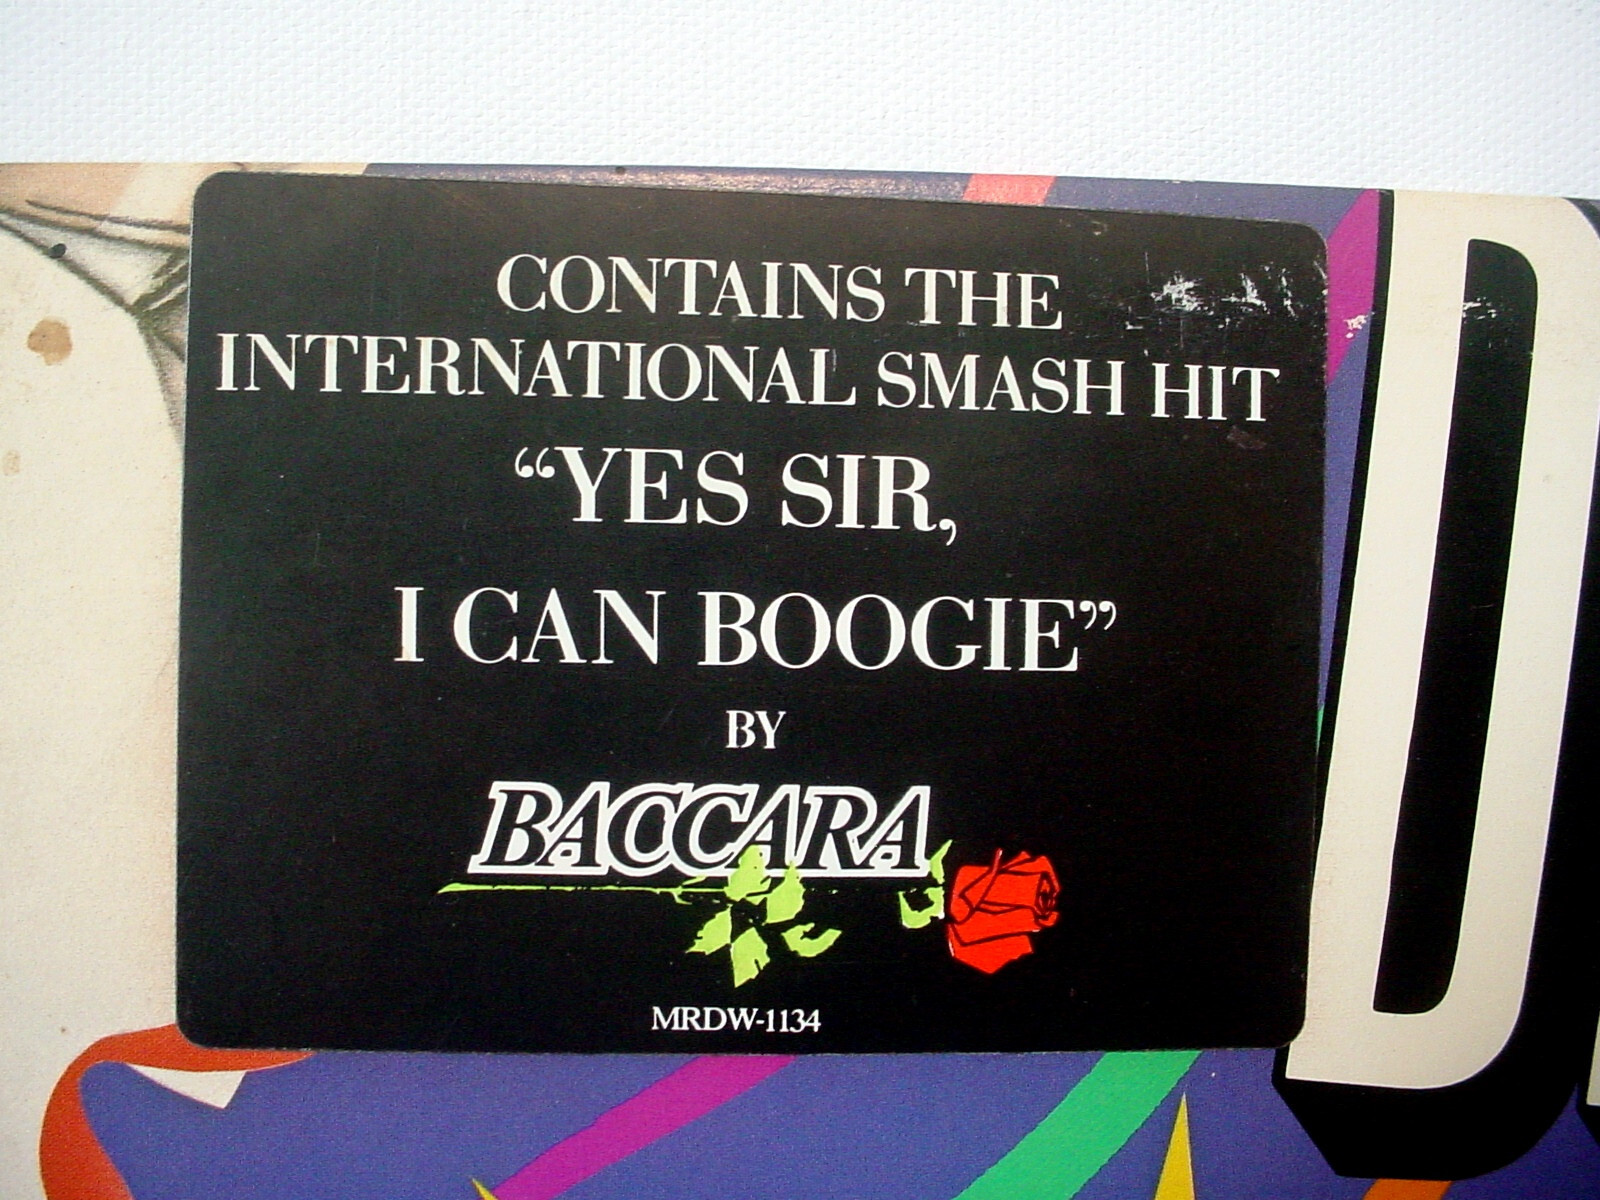 CONTAINS THE
INTERNATIONAL SMASH HIT
“YES SIR,
I CAN BOOGIE”
BY
BACCARA
MRDW-1134
D